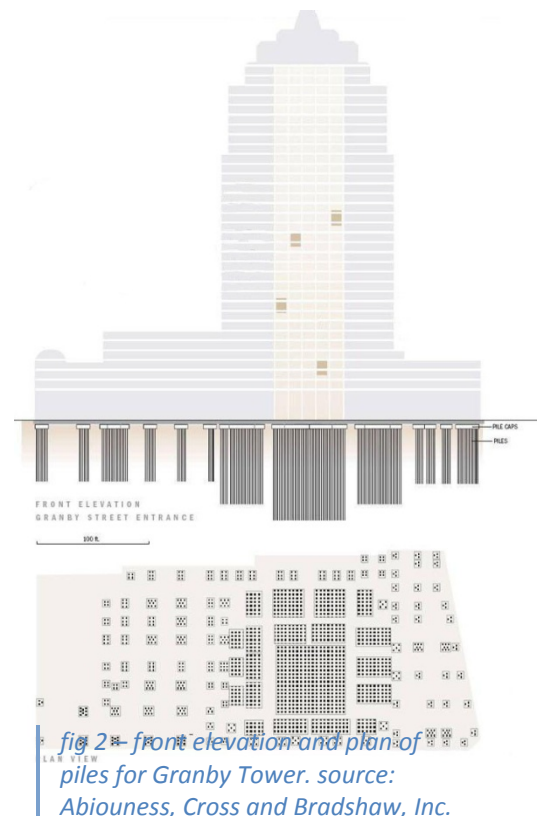 PILE CAPS
PILES
FRONT ELEVATION
GRANBY STREET ENTRANCE
100 ft.
fig 2 – front elevation and plan of
PLAN VIEW
piles for Granby Tower. source:
Abiouness, Cross and Bradshaw, Inc.